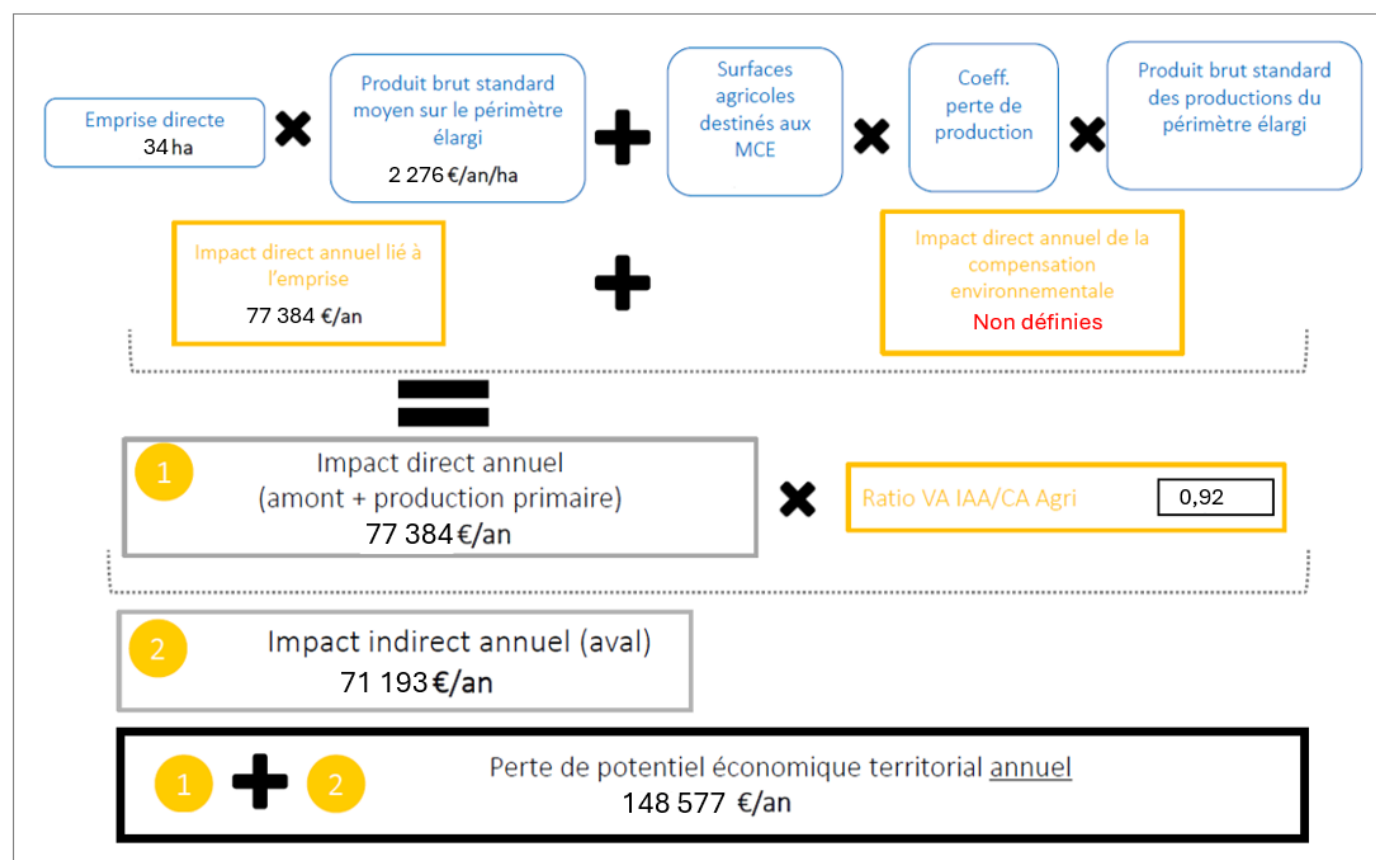 Emprise directe
34 ha
Produit brut standard
moyen sur le périmètre
élargi
2 276 €/an/ha
Surfaces
agricoles
destinés aux
MCE
Coeff.
perte de
production
Produit brut standard
des productions du
périmètre élargi
Impact direct annuel lié à
l'emprise
77 384 €/an
Impact direct annuel de la
compensation
environnementale
Non définies
1
Impact direct annuel
(amont + production primaire)
77 384 €/an
Ratio VA IAA/CA Agri
0,92
2
Impact indirect annuel (aval)
71 193 €/an
1
2
Perte de potentiel économique territorial annuel
148 577 €/an